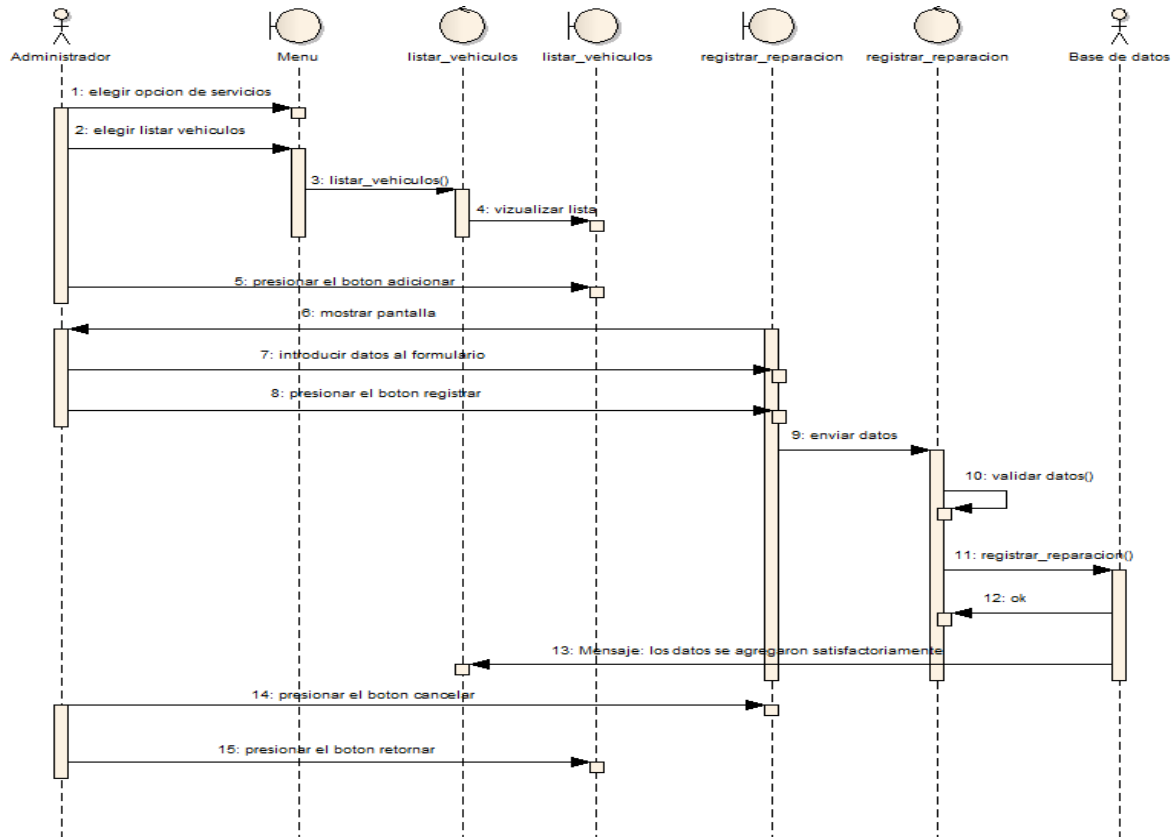 Administrador
Menu
listar_vehiculos
listar_vehiculos
registrar_reparacion
registrar_reparacion
Base de datos
1: elegir opcion de servicios
2: elegir listar vehiculos
3: listar_vehiculos()
4: vizualizar lista
5: presionar el boton adicionar
6: mostrar pantalla
7: introducir datos al formulario
8: presionar el boton registrar
9: enviar datos
10: validar datos()
11: registrar_reparacion()
12: ok
13: Mensaje: los datos se agregaron satisfactoriamente
14: presionar el boton cancelar
15: presionar el boton retornar